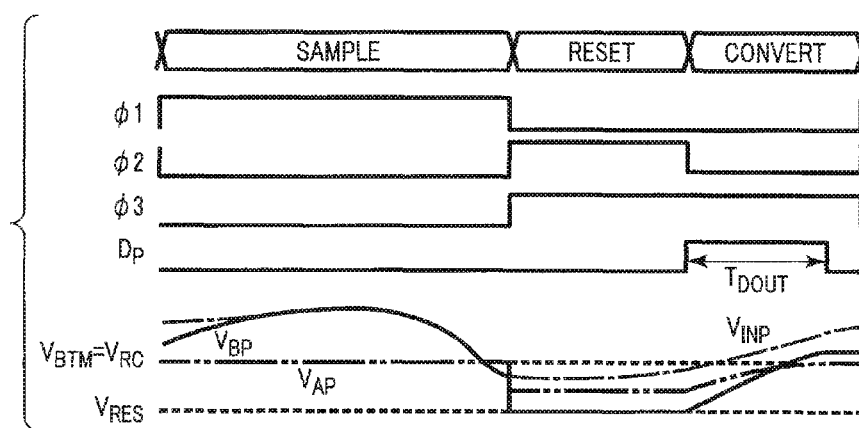 SAMPLE RESET CONVERT
ϕ1
ϕ2
ϕ3
DP
TDOUT
VBP
VINP
VBTM=VRC
VAP
VRES